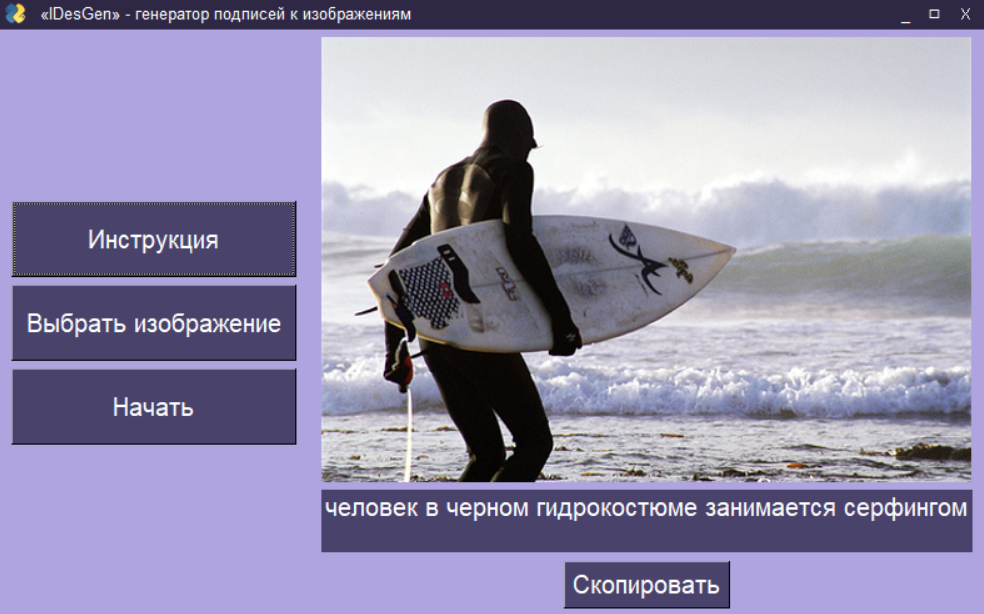 «IDesGen» - генератор подписей к изображениям
Инструкция
Выбрать изображение
Начать
человек в черном гидрокостюме занимается серфингом
Скопировать